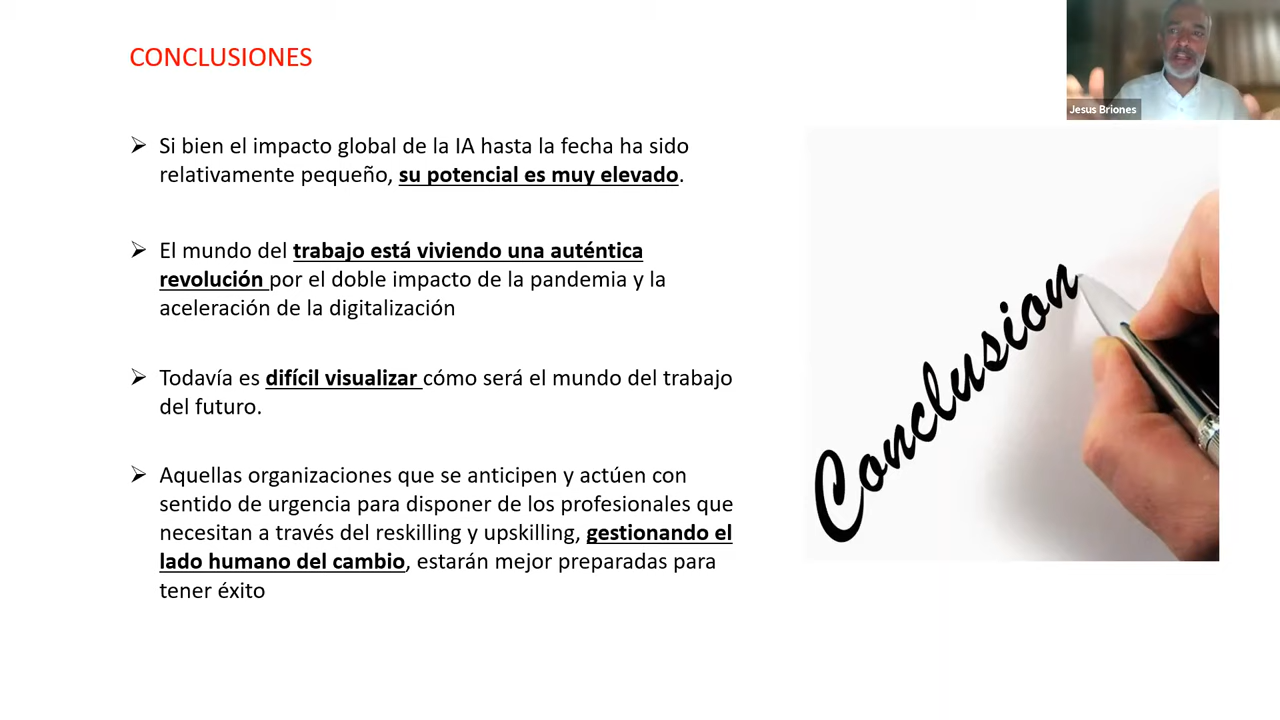 CONCLUSIONES
Jesus Briones
Si bien el impacto global de la IA hasta la fecha ha sido
relativamente pequeño, su potencial es muy elevado.
El mundo del trabajo está viviendo una auténtica
revolución por el doble impacto de la pandemia y la
aceleración de la digitalización
Todavía es difícil visualizar cómo será el mundo del trabajo
del futuro.
Aquellas organizaciones que se anticipen y actúen con
sentido de urgencia para disponer de los profesionales que
necesitan a través del reskilling y upskilling, gestionando el
lado humano del cambio, estarán mejor preparadas para
tener éxito
Conclusion